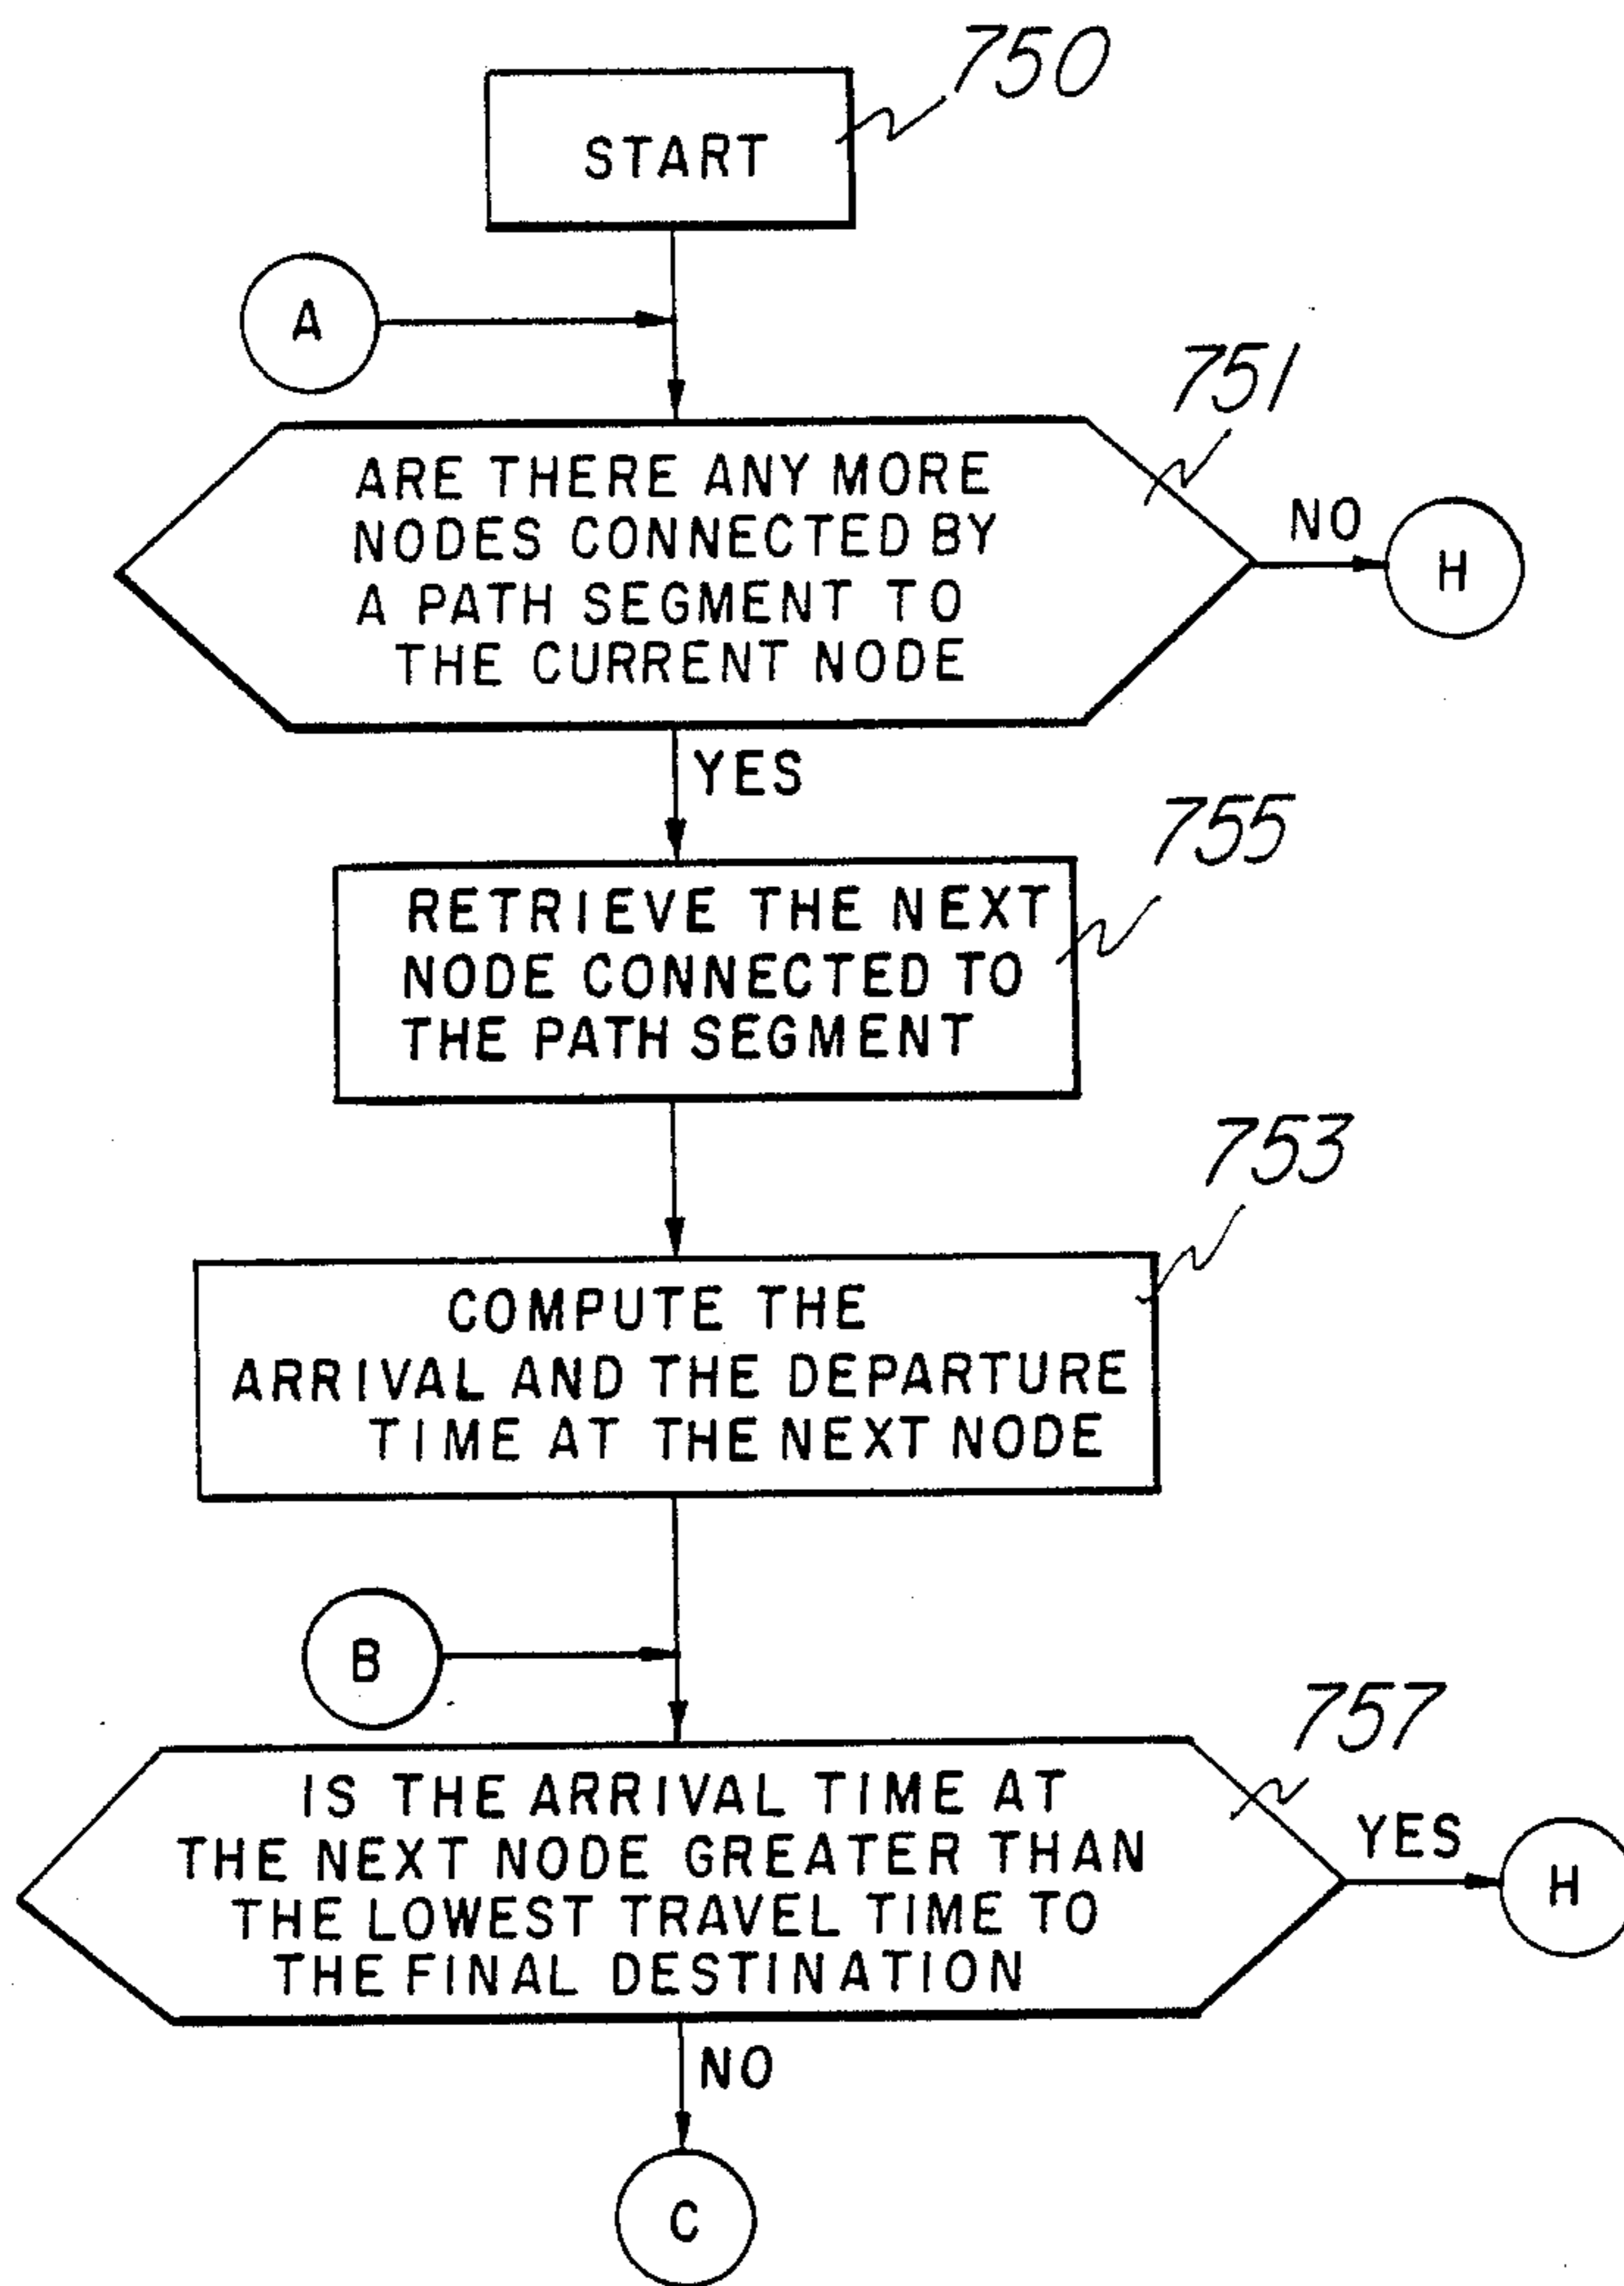 750
START
A
751
ARE THERE ANY MORE
NODES CONNECTED BY
A PATH SEGMENT TO
THE CURRENT NODE
NO
H
YES
755
RETRIEVE THE NEXT
NODE CONNECTED TO
THE PATH SEGMENT
753
COMPUTE THE
ARRIVAL AND THE DEPARTURE
TIME AT THE NEXT NODE
B
757
IS THE ARRIVAL TIME AT
THE NEXT NODE GREATER THAN
THE LOWEST TRAVEL TIME TO
THE FINAL DESTINATION
YES
H
NO
C